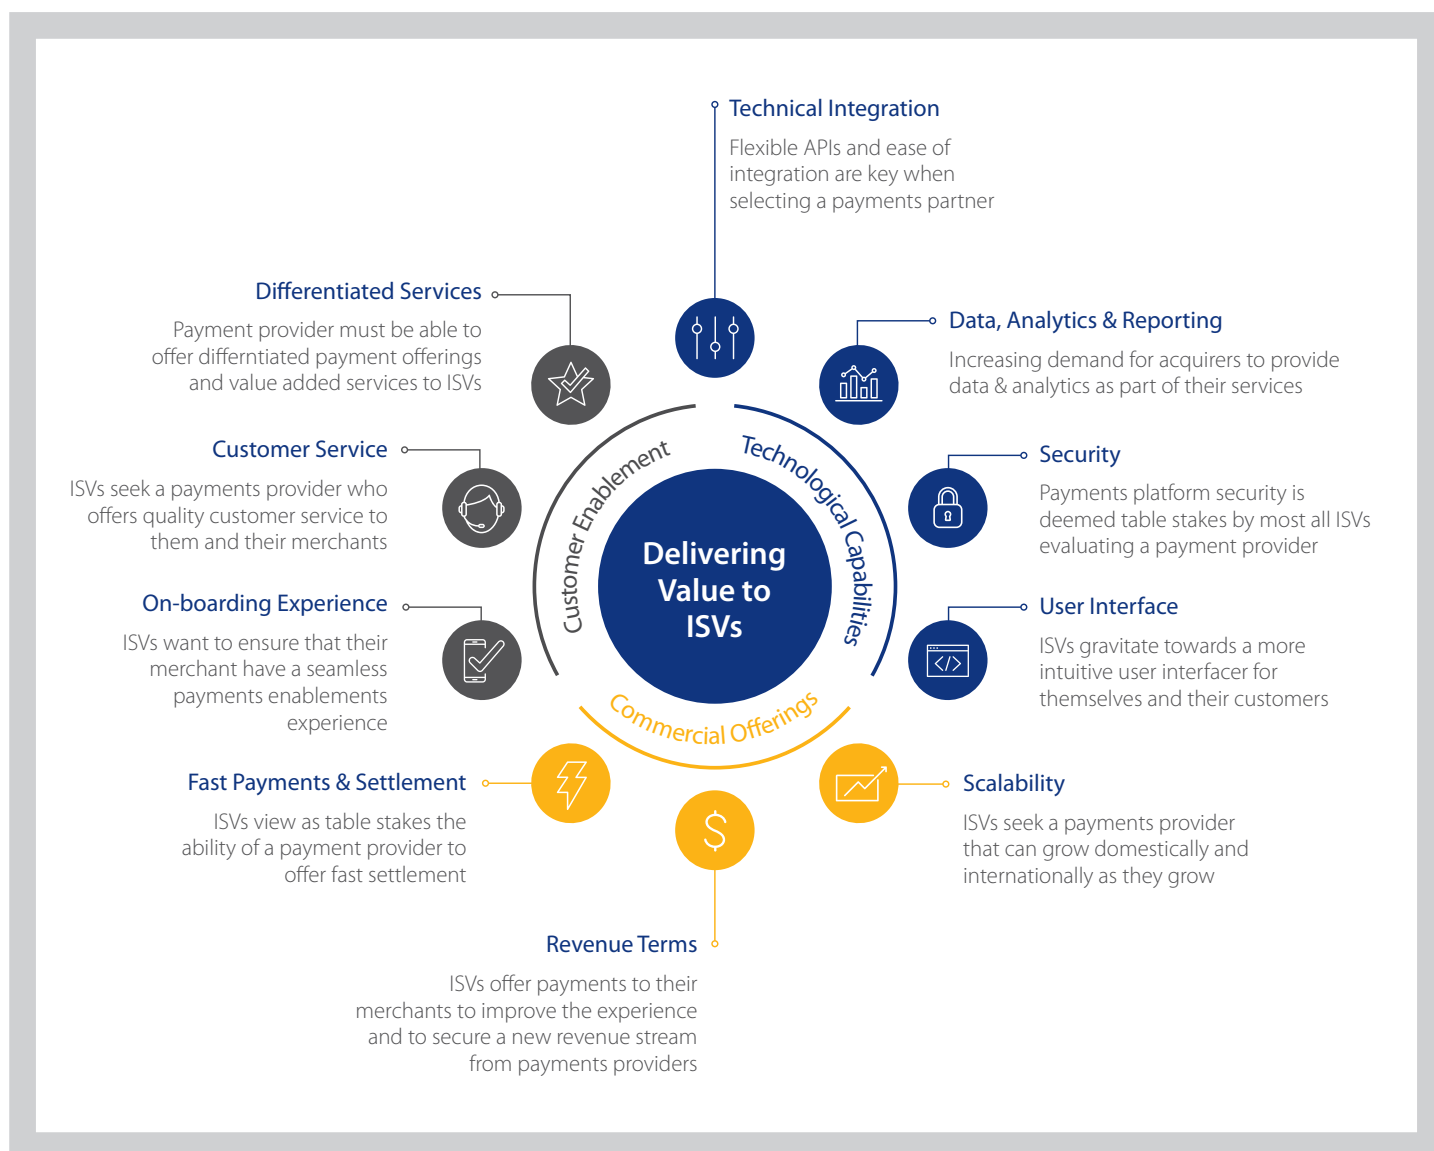 Technical Integration
Flexible APIs and ease of
integration are key when
selecting a payments partner
Differentiated Services
Payment provider must be able to
offer differntiated payment offerings
and value added services to ISVs
Data, Analytics & Reporting
Increasing demand for acquirers to provide
data & analytics as part of their services
Customer Service
ISVs seek a payments provider who
offers quality customer service to
them and their merchants
Security
Payments platform security is
deemed table stakes by most all ISVs
evaluating a payment provider
Customer Enablement
Technological Capabilities
Delivering
Value to
ISVs
On-boarding Experience
ISVs want to ensure that their
merchant have a seamless
payments enablements
experience
User Interface
ISVs gravitate towards a more
intuitive user interfacer for
themselves and their customers
Commercial Offerings
Fast Payments & Settlement
ISVs view as table stakes the
ability of a payment provider to
offer fast settlement
Scalability
ISVs seek a payments provider
that can grow domestically and
internationally as they grow
Revenue Terms
ISVs offer payments to their
merchants to improve the experience
and to secure a new revenue stream
from payments providers